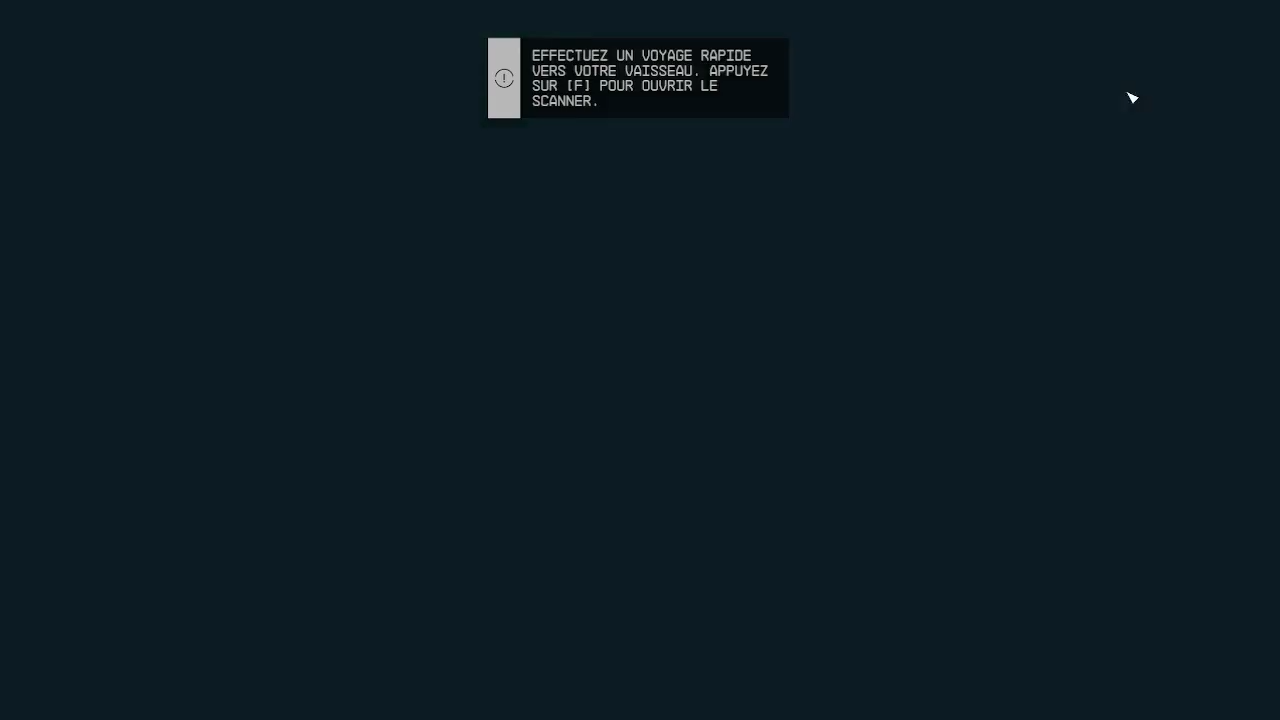 EFFECTUEZ UN VOYAGE RAPIDE
VERS VOTRE VAISSEAU. APPUYEZ
SUR [F] POUR OUVRIR LE
SCANNER.